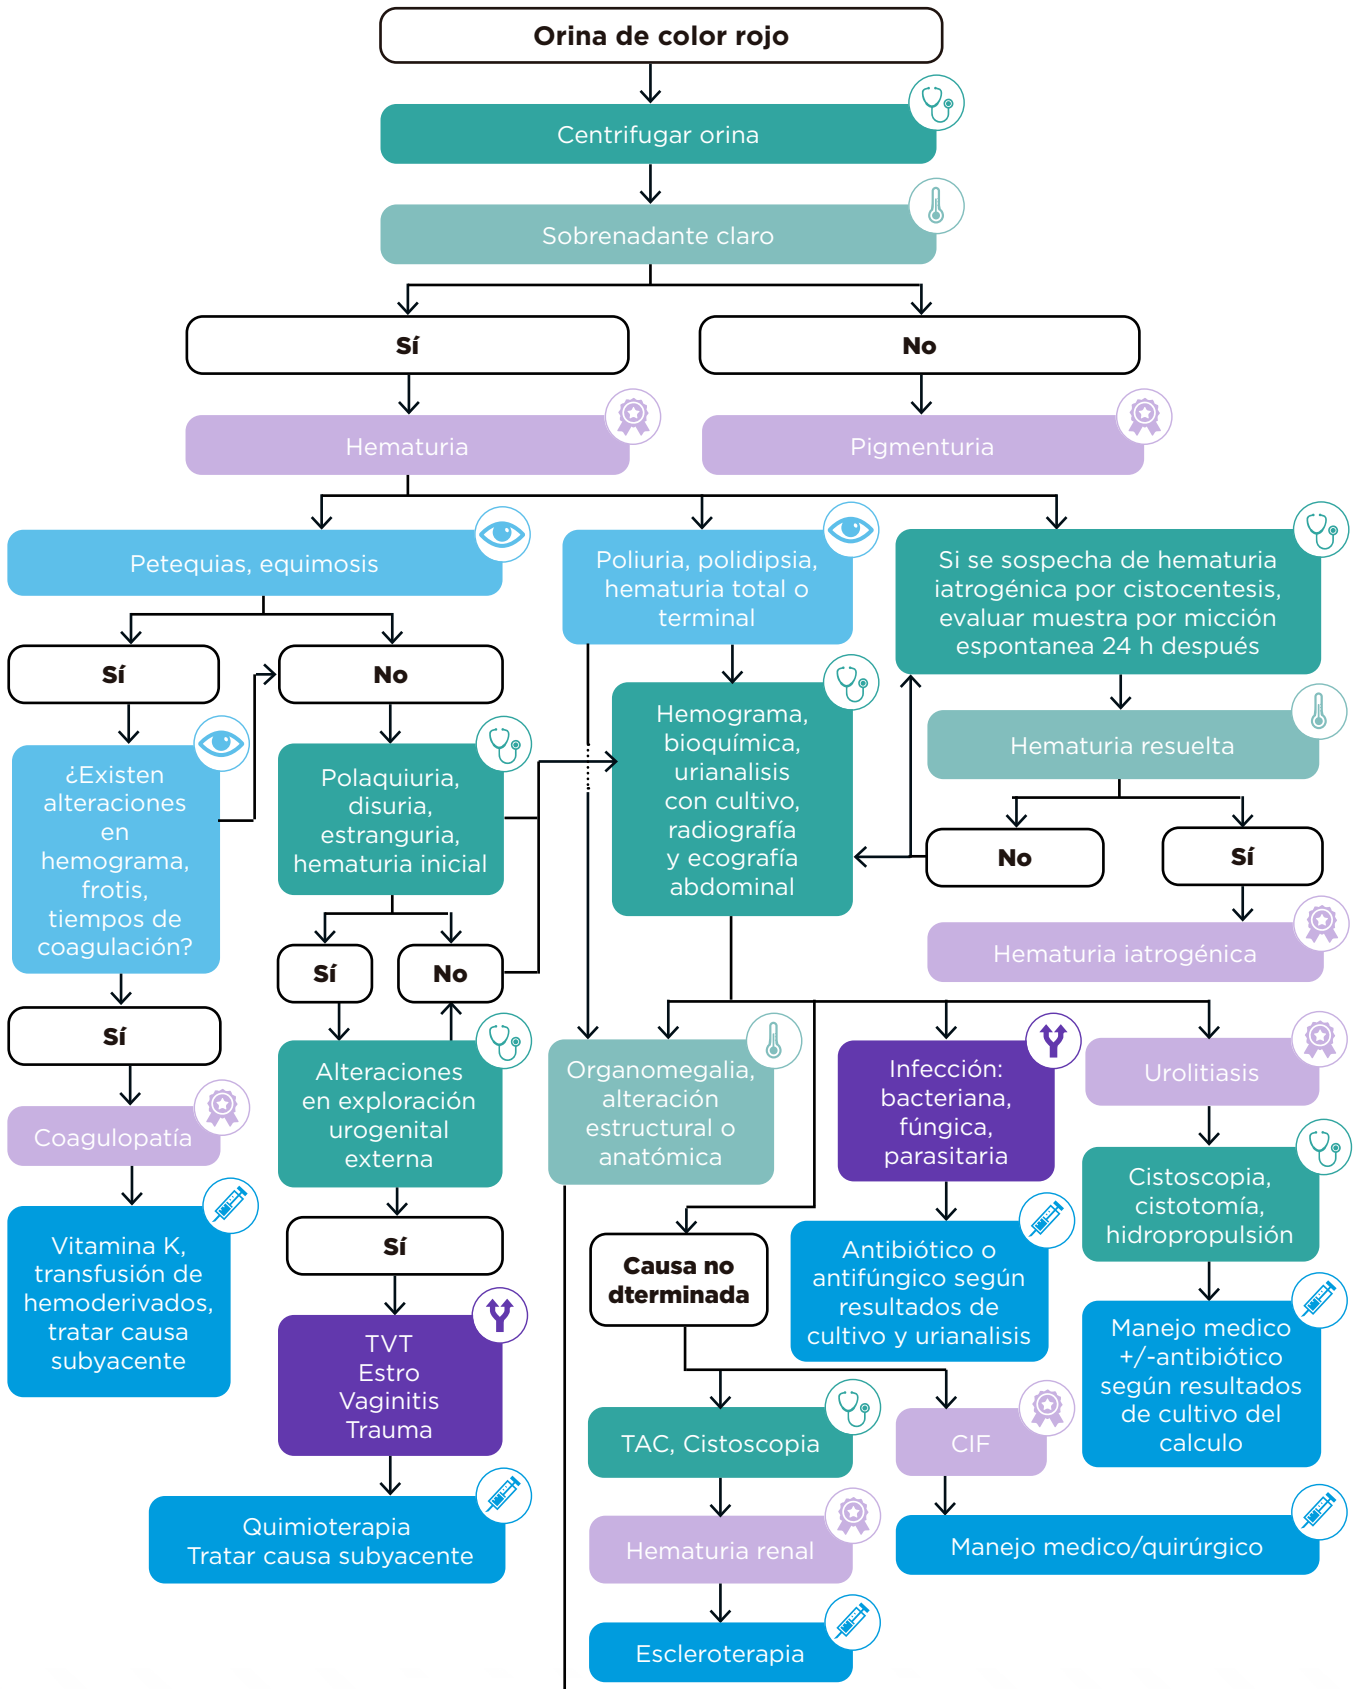 Orina de color rojo
Centrifugar orina
Sobrenadante claro
Sí
No
Hematuria
Pigmenturia
Petequias, equimosis
Poliuria, polidipsia,
hematuria total o
terminal
Si se sospecha de hematuria
iatrogénica por cistocentesis,
evaluar muestra por micción
espontanea 24 h después
Sí
No
¿Existen
alteraciones
en
hemograma,
frotis,
tiempos de
coagulación?
Polaquiuria,
disuria,
estranguria,
hematuria inicial
Hemograma,
bioquímica,
urianalisis
con cultivo,
radiografía
y ecografía
abdominal
Hematuria resuelta
No
Sí
Hematuria iatrogénica
Sí
No
Sí
Coagulopatía
Vitamina K,
transfusión de
hemoderivados,
tratar causa
subyacente
Alteraciones
en exploración
urogenital
externa
Sí
TVT
Estro
Vaginitis
Trauma
Quimioterapia
Tratar causa subyacente
Organomegalia,
alteración
estructural o
anatómica
Infección:
bacteriana,
fúngica,
parasitaria
Urolitiasis
Causa no
dterminada
Antibiótico o
antifúngico según
resultados de
cultivo y urianalisis
Cistoscopia,
cistotomía,
hidropropulsión
Manejo medico
+/-antibiótico
según resultados
de cultivo del
calculo
TAC, Cistoscopia
CIF
Hematuria renal
Manejo medico/quirúrgico
Escleroterapia